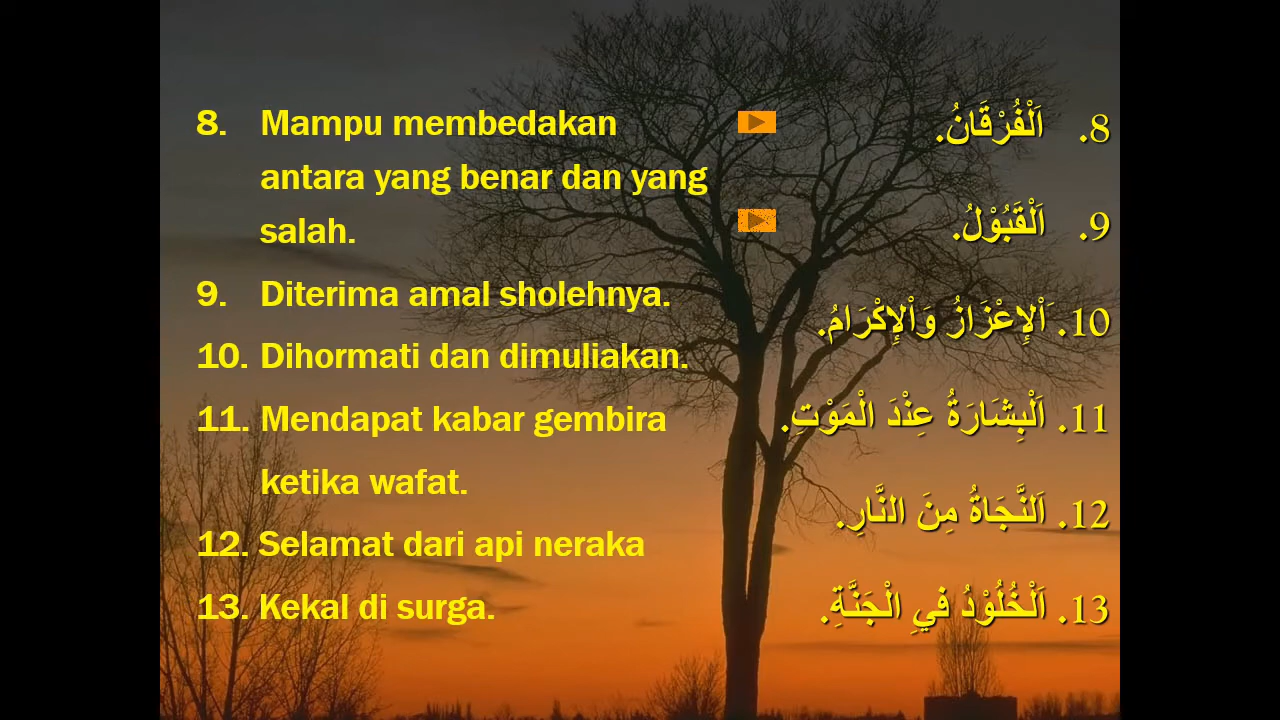 8. Mampu membedakan
antara yang benar dan yang
salah.
9. Diterima amal sholehnya.
10. Dihormati dan dimuliakan.
11. Mendapat kabar gembira
ketika wafat.
12. Selamat dari api neraka
13. Kekal di surga.
8. اَلْفُرْقَانُ.
9. اَلْقَبُوْلُ.
10. اَلْإِعْزَازُ وَاْلإِكْرَامُ.
11. اَلْبِشَارَةُ عِنْدَ الْمَوْتِ.
12. اَلنَّجَاةُ مِنَ النَّارِ.
13. اَلْخُلُوْدُ فيِ الْجَنَّةِ.